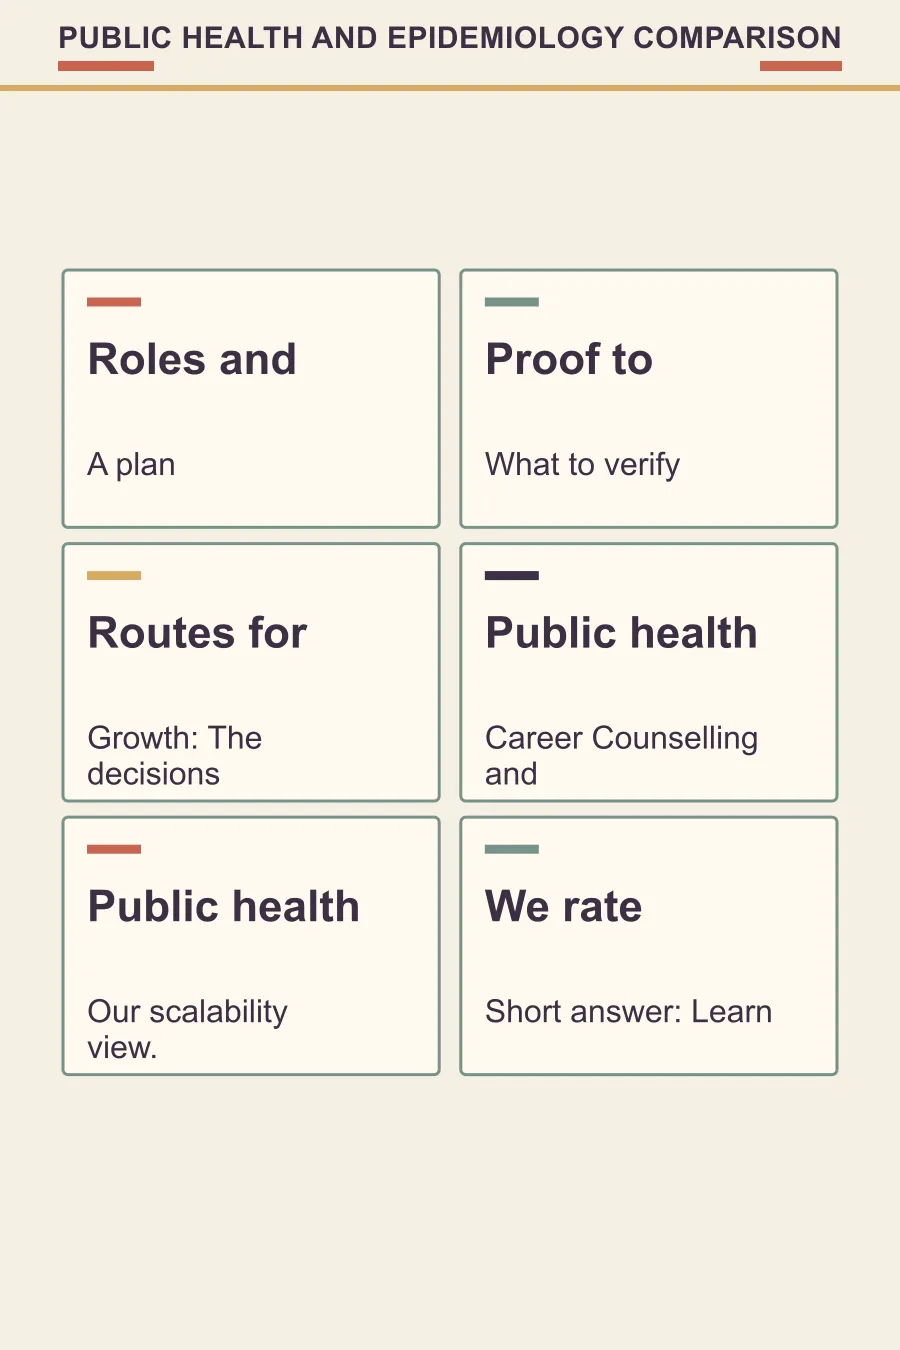 PUBLIC HEALTH AND EPIDEMIOLOGY COMPARISON
Roles and
A plan
Proof to
What to verify
Routes for
Growth: The
decisions
Public health
Career Counselling
and
Public health
Our scalability
view.
We rate
Short answer: Learn